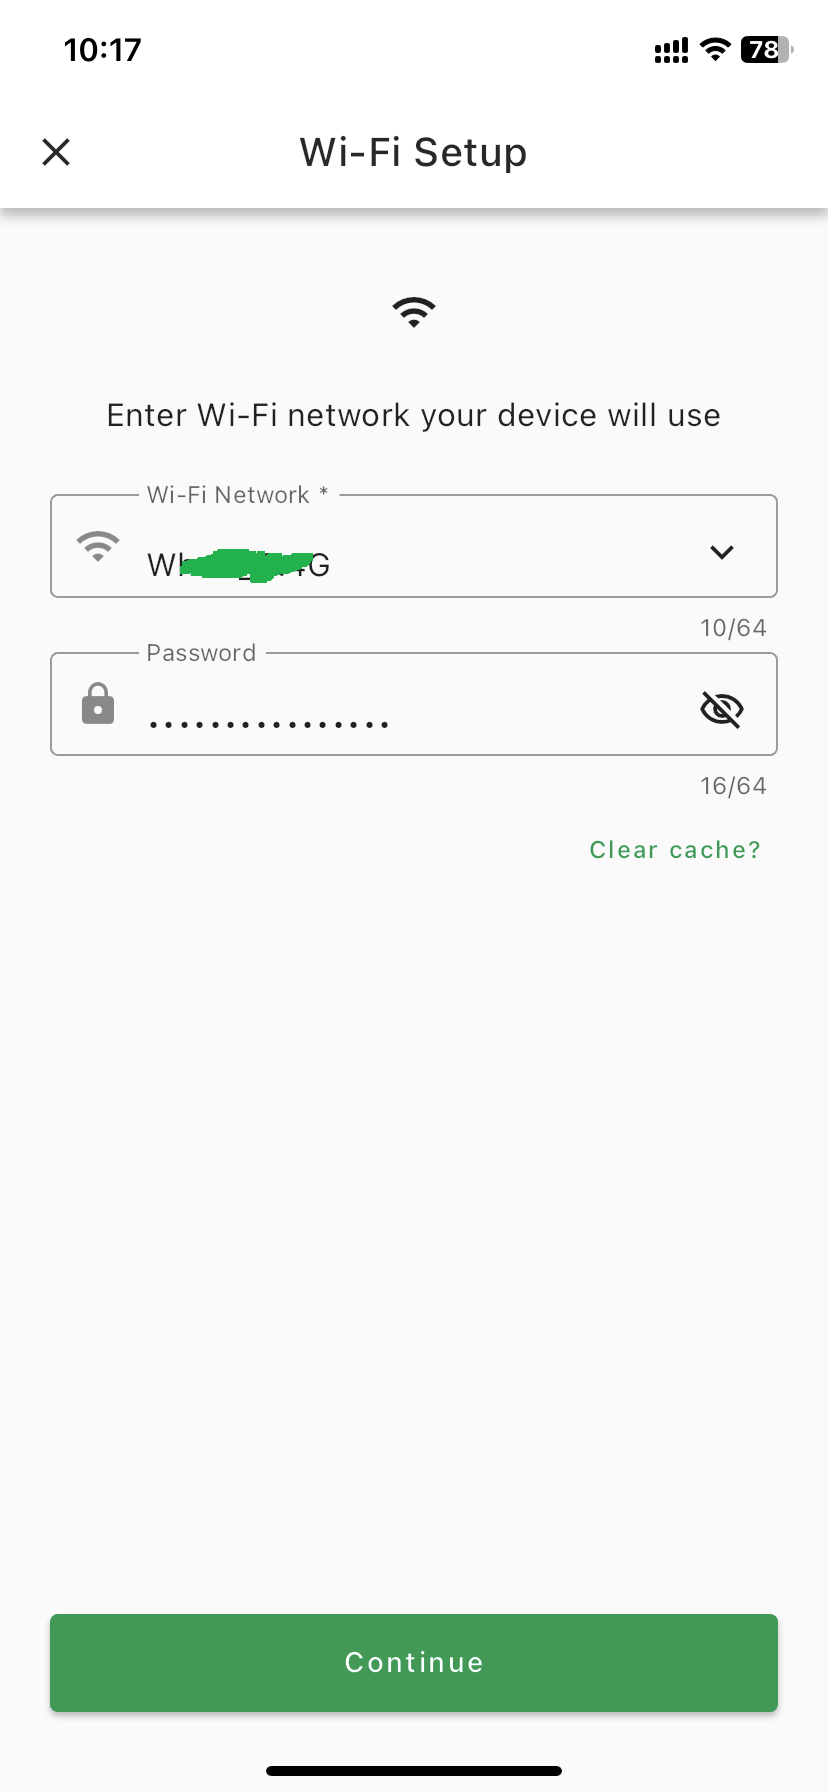 10:17
78
Wi-Fi Setup
Enter Wi-Fi network your device will use
Wi-Fi Network *
10/64
Password
................
16/64
Clear cache?
Continue